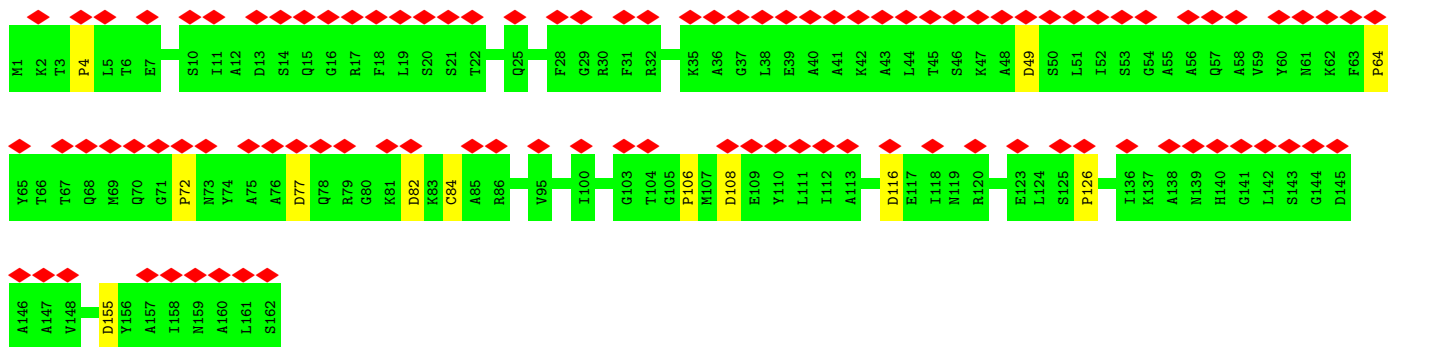 M1 K2 T3 P4 L5 T6 E7 S10 I11 A12 D13 S14 Q15 G16 R17 F18 L19 S20 S21 T22 Q25 F28 G29 R30 F31 R32 K35 A36 G37 L38 E39 A40 A41 K42 A43 L44 T45 S46 K47 A48 D49 S50 L51 I52 S53 G54 A55 A56 Q57 A58 V59 Y60 N61 K62 F63 P64
Y65 T66 T67 Q68 M69 Q70 G71 P72 N73 Y74 A75 A76 D77 Q78 R79 G80 K81 D82 K83 C84 A85 R86 V95 I100 G103 T104 G105 P106 M107 D108 E109 Y110 L111 I112 A113 D116 E117 I118 N119 R120 E123 L124 S125 P126 I136 K137 A138 N139 H140 G141 L142 S143 G144 D145
A146 A147 V148 D155 Y156 A157 I158 N159 A160 L161 S162